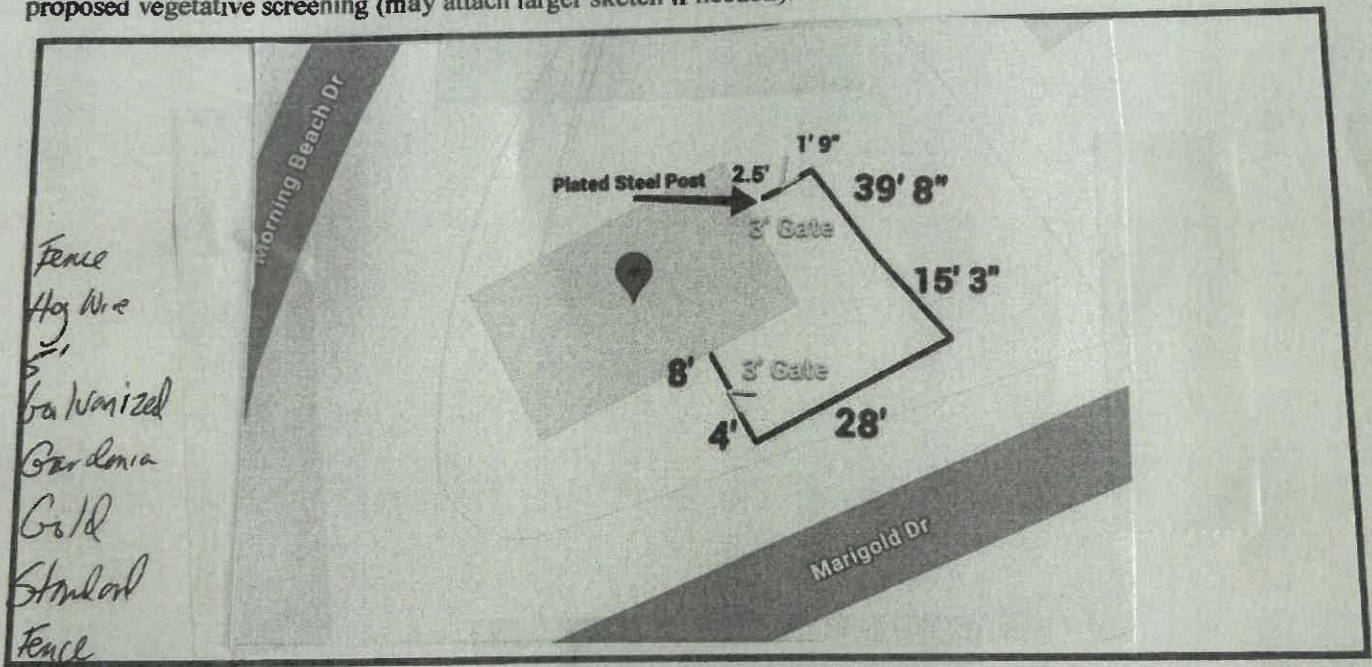 proposed vegetative screening (may attach larger sketch if needed)
Morning Beach Dr
1' 9"
Plated Steel Post
2.5'
39' 8"
3' Gate
15' 3"
8'
3' Gate
4'
28'
Marigold Dr
Fence
Hog Wire
5'
Galvanized
Gardenia
Gold
Standard
Fence